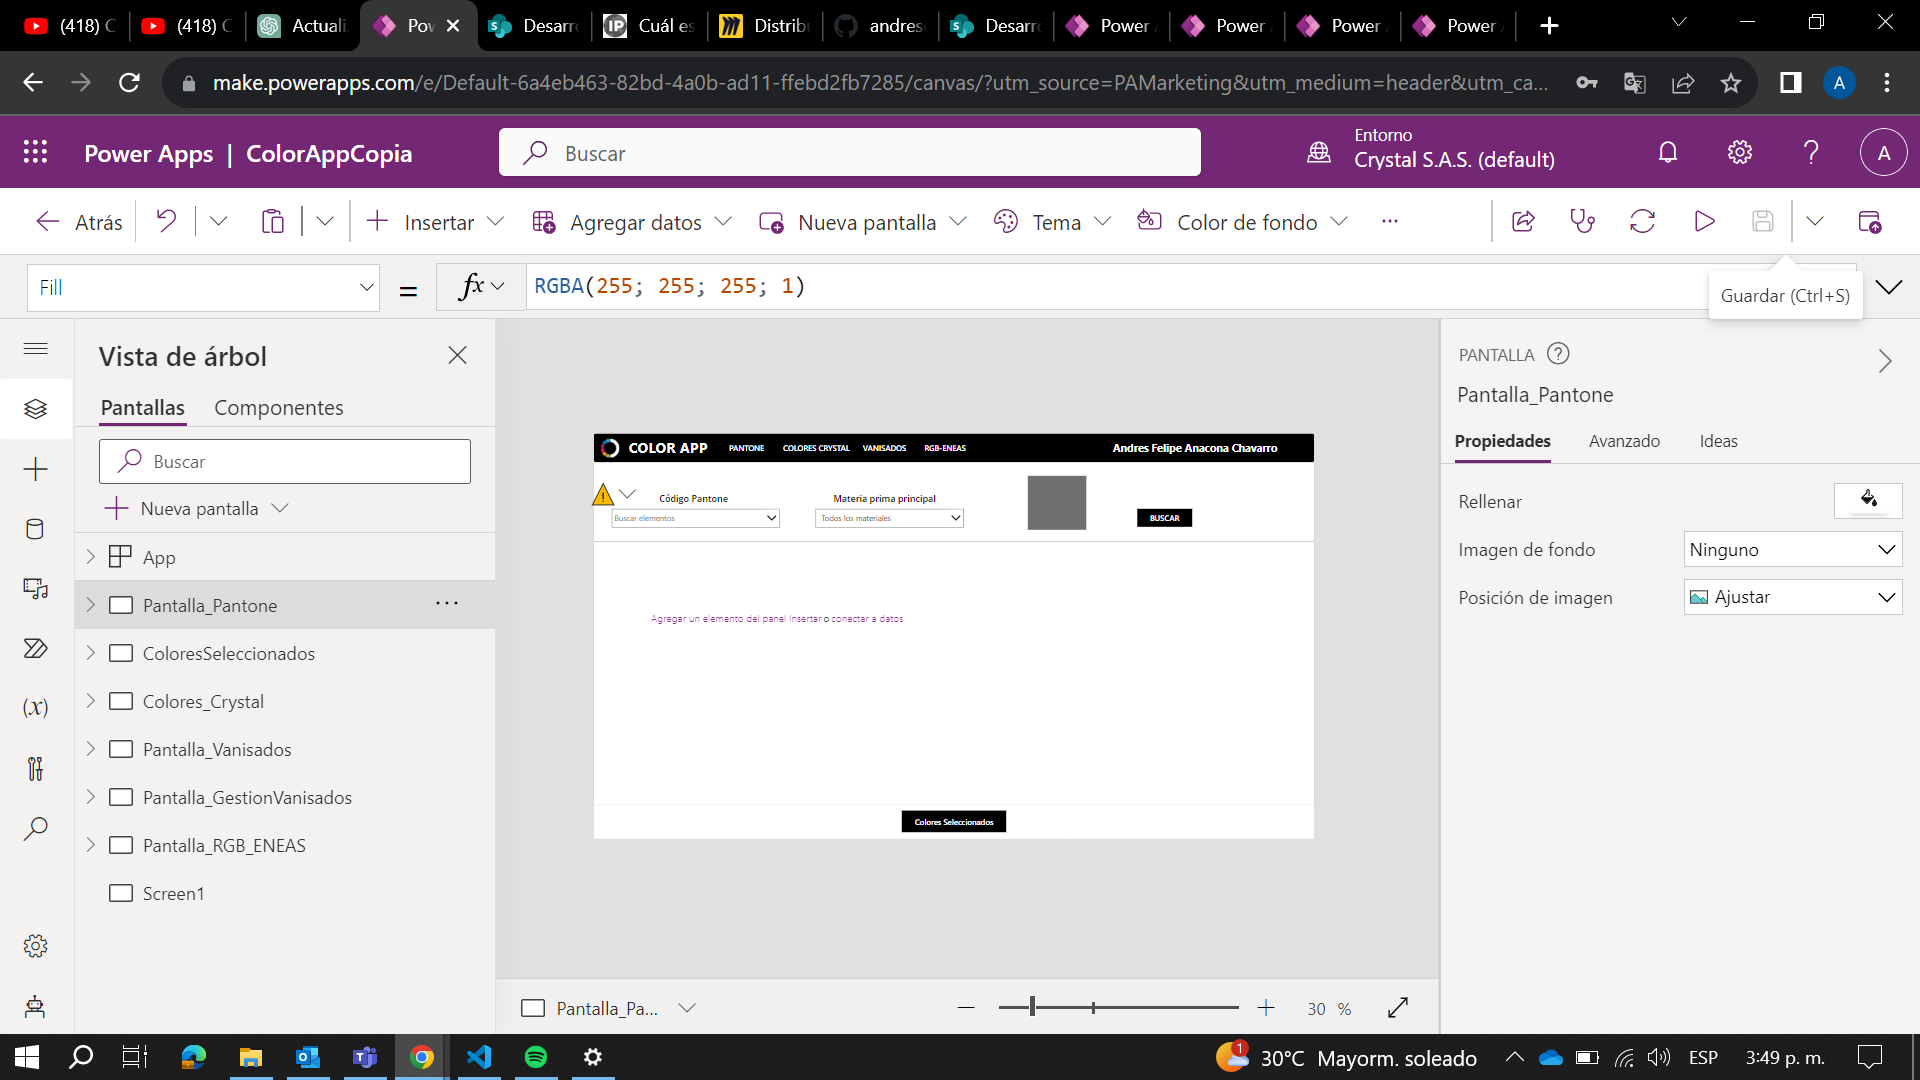 (418) C
(418) C
Actuali
Pow
Desarro
Cuál es
Distribu
andreso
Desarro
Power A
Power A
Power A
Power A
make.powerapps.com/e/Default-6a4eb463-82bd-4a0b-ad11-ffebd2fb7285/canvas/?utm_source=PAMarketing&utm_medium=header&utm_ca...
A
Power Apps | ColorAppCopia
Buscar
Entorno
Crystal S.A.S. (default)
A
Atrás
Insertar
Agregar datos
Nueva pantalla
Tema
Color de fondo
Fill
=
fx
RGBA(255; 255; 255; 1)
Guardar (Ctrl+S)
Vista de árbol
Pantallas
Componentes
Buscar
Nueva pantalla
App
Pantalla_Pantone
ColoresSeleccionados
Colores_Crystal
Pantalla_Vanisados
Pantalla_GestionVanisados
Pantalla_RGB_ENEAS
Screen1
COLOR APP
PANTONE
COLORES CRYSTAL
VANISADOS
RGB-ENEAS
Andres Felipe Anacona Chavarro
Código Pantone
Materia prima principal
Buscar elementos
Todos los materiales
BUSCAR
Agregar un elemento del panel Insertar o conectar a datos
Colores Seleccionados
PANTALLA
Pantalla_Pantone
Propiedades
Avanzado
Ideas
Rellenar
Imagen de fondo
Ninguno
Posición de imagen
Ajustar
Pantalla_Pa...
30 %
1
30°C Mayorm. soleado
ESP
3:49 p. m.